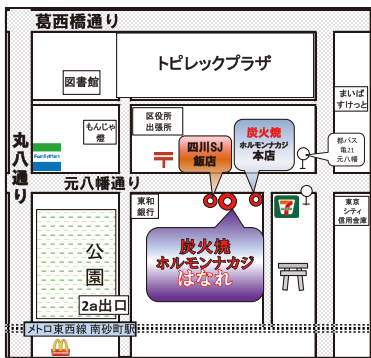 葛西橋通り
丸八通り
トピレックプラザ
図書館
まいば
すけっと
もんじゃ
燈
区役所
出張所
四川SJ
飯店
炭火焼
ホルモンナカジ
本店
都バス
亀21
元八幡
FamilyMart
〒
元八幡通り
東和
銀行
7
ELEVEN
東京
シティ
信用金庫
炭火焼
ホルモンナカジ
はなれ
公
園
2a出口
メトロ東西線 南砂町駅